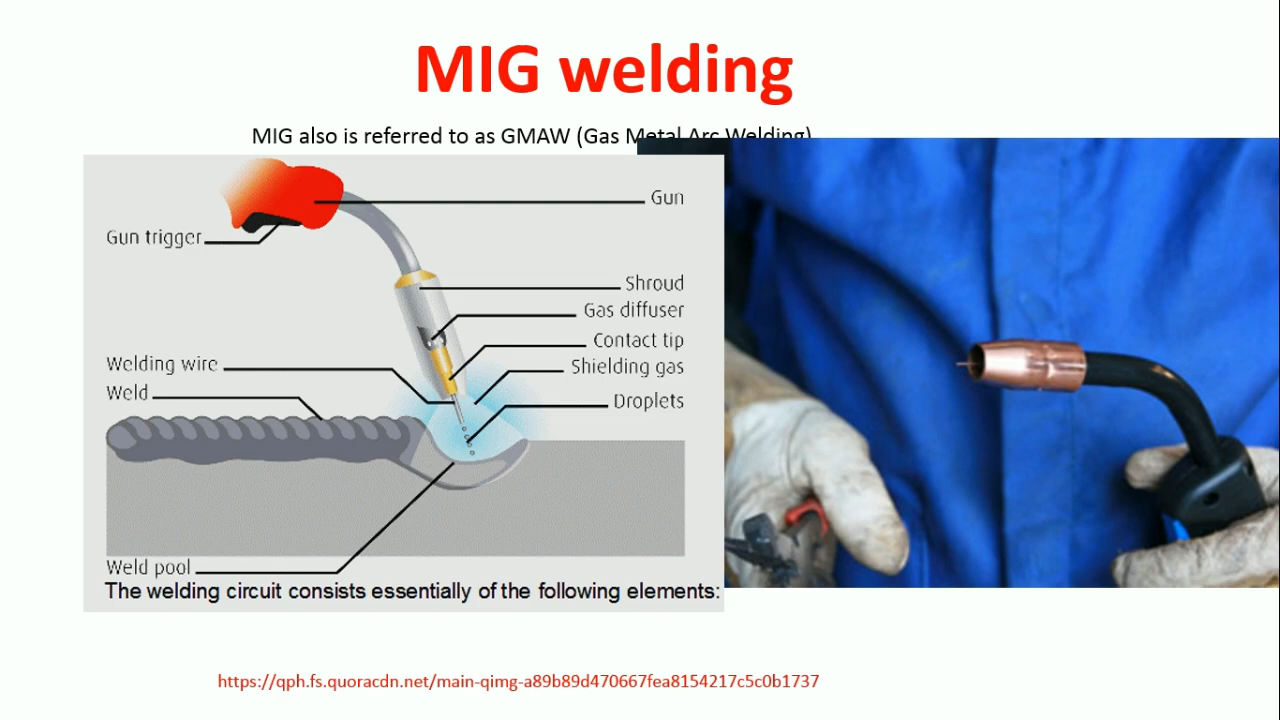 MIG welding
MIG also is referred to as GMAW (Gas Metal Arc Welding)
Gun
Gun trigger
Shroud
Gas diffuser
Contact tip
Welding wire
Shielding gas
Weld
Droplets
Weld pool
The welding circuit consists essentially of the following elements:
https://qph.fs.quoracdn.net/main-qimg-a89b89d470667fea8154217c5c0b1737